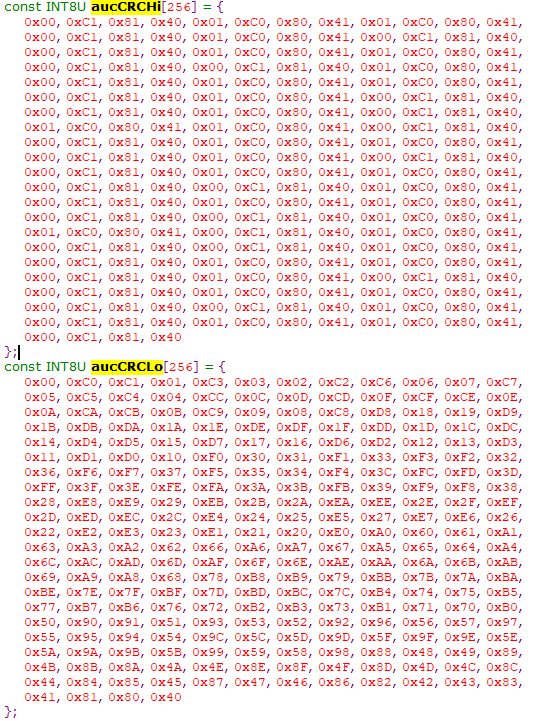 const INT8U aucCRCHi[256] = {
0x00, 0xC1, 0x81, 0x40, 0x01, 0xC0, 0x80, 0x41, 0x01, 0xC0, 0x80, 0x41,
0x00, 0xC1, 0x81, 0x40, 0x01, 0xC0, 0x80, 0x41, 0x00, 0xC1, 0x81, 0x40,
0x00, 0xC1, 0x81, 0x40, 0x01, 0xC0, 0x80, 0x41, 0x01, 0xC0, 0x80, 0x41,
0x00, 0xC1, 0x81, 0x40, 0x00, 0xC1, 0x81, 0x40, 0x01, 0xC0, 0x80, 0x41,
0x00, 0xC1, 0x81, 0x40, 0x01, 0xC0, 0x80, 0x41, 0x01, 0xC0, 0x80, 0x41,
0x00, 0xC1, 0x81, 0x40, 0x01, 0xC0, 0x80, 0x41, 0x00, 0xC1, 0x81, 0x40,
0x00, 0xC1, 0x81, 0x40, 0x01, 0xC0, 0x80, 0x41, 0x00, 0xC1, 0x81, 0x40,
0x01, 0xC0, 0x80, 0x41, 0x01, 0xC0, 0x80, 0x41, 0x00, 0xC1, 0x81, 0x40,
0x00, 0xC1, 0x81, 0x40, 0x01, 0xC0, 0x80, 0x41, 0x01, 0xC0, 0x80, 0x41,
0x00, 0xC1, 0x81, 0x40, 0x01, 0xC0, 0x80, 0x41, 0x00, 0xC1, 0x81, 0x40,
0x00, 0xC1, 0x81, 0x40, 0x01, 0xC0, 0x80, 0x41, 0x01, 0xC0, 0x80, 0x41,
0x00, 0xC1, 0x81, 0x40, 0x00, 0xC1, 0x81, 0x40, 0x01, 0xC0, 0x80, 0x41,
0x00, 0xC1, 0x81, 0x40, 0x01, 0xC0, 0x80, 0x41, 0x01, 0xC0, 0x80, 0x41,
0x00, 0xC1, 0x81, 0x40, 0x00, 0xC1, 0x81, 0x40, 0x01, 0xC0, 0x80, 0x41,
0x01, 0xC0, 0x80, 0x41, 0x00, 0xC1, 0x81, 0x40, 0x01, 0xC0, 0x80, 0x41,
0x00, 0xC1, 0x81, 0x40, 0x00, 0xC1, 0x81, 0x40, 0x01, 0xC0, 0x80, 0x41,
0x00, 0xC1, 0x81, 0x40, 0x01, 0xC0, 0x80, 0x41, 0x01, 0xC0, 0x80, 0x41,
0x00, 0xC1, 0x81, 0x40, 0x01, 0xC0, 0x80, 0x41, 0x00, 0xC1, 0x81, 0x40,
0x00, 0xC1, 0x81, 0x40, 0x01, 0xC0, 0x80, 0x41, 0x01, 0xC0, 0x80, 0x41,
0x00, 0xC1, 0x81, 0x40, 0x00, 0xC1, 0x81, 0x40, 0x01, 0xC0, 0x80, 0x41,
0x00, 0xC1, 0x81, 0x40, 0x01, 0xC0, 0x80, 0x41, 0x01, 0xC0, 0x80, 0x41,
0x00, 0xC1, 0x81, 0x40
};
const INT8U aucCRCLo[256] = {
0x00, 0xC0, 0xC1, 0x01, 0xC3, 0x03, 0x02, 0xC2, 0xC6, 0x06, 0x07, 0xC7,
0x05, 0xC5, 0xC4, 0x04, 0xCC, 0x0C, 0x0D, 0xCD, 0x0F, 0xCF, 0xCE, 0x0E,
0x0A, 0xCA, 0xCB, 0x0B, 0xC9, 0x09, 0x08, 0xC8, 0xD8, 0x18, 0x19, 0xD9,
0x1B, 0xDB, 0xDA, 0x1A, 0x1E, 0xDE, 0xDF, 0x1F, 0xDD, 0x1D, 0x1C, 0xDC,
0x14, 0xD4, 0xD5, 0x15, 0xD7, 0x17, 0x16, 0xD6, 0xD2, 0x12, 0x13, 0xD3,
0x11, 0xD1, 0xD0, 0x10, 0xF0, 0x30, 0x31, 0xF1, 0x33, 0xF3, 0xF2, 0x32,
0x36, 0xF6, 0xF7, 0x37, 0xF5, 0x35, 0x34, 0xF4, 0x3C, 0xFC, 0xFD, 0x3D,
0xFF, 0x3F, 0x3E, 0xFE, 0xFA, 0x3A, 0x3B, 0xFB, 0x39, 0xF9, 0xF8, 0x38,
0x28, 0xE8, 0xE9, 0x29, 0xEB, 0x2B, 0x2A, 0xEA, 0xEE, 0x2E, 0x2F, 0xEF,
0x2D, 0xED, 0xEC, 0x2C, 0xE4, 0x24, 0x25, 0xE5, 0x27, 0xE7, 0xE6, 0x26,
0x22, 0xE2, 0xE3, 0x23, 0xE1, 0x21, 0x20, 0xE0, 0xA0, 0x60, 0x61, 0xA1,
0x63, 0xA3, 0xA2, 0x62, 0x66, 0xA6, 0xA7, 0x67, 0xA5, 0x65, 0x64, 0xA4,
0x6C, 0xAC, 0xAD, 0x6D, 0xAF, 0x6F, 0x6E, 0xAE, 0xAA, 0x6A, 0x6B, 0xAB,
0x69, 0xA9, 0xA8, 0x68, 0x78, 0xB8, 0xB9, 0x79, 0xBB, 0x7B, 0x7A, 0xBA,
0xBE, 0x7E, 0x7F, 0xBF, 0x7D, 0xBD, 0xBC, 0x7C, 0xB4, 0x74, 0x75, 0xB5,
0x77, 0xB7, 0xB6, 0x76, 0x72, 0xB2, 0xB3, 0x73, 0xB1, 0x71, 0x70, 0xB0,
0x50, 0x90, 0x91, 0x51, 0x93, 0x53, 0x52, 0x92, 0x96, 0x56, 0x57, 0x97,
0x55, 0x95, 0x94, 0x54, 0x9C, 0x5C, 0x5D, 0x9D, 0x5F, 0x9F, 0x9E, 0x5E,
0x5A, 0x9A, 0x9B, 0x5B, 0x99, 0x59, 0x58, 0x98, 0x88, 0x48, 0x49, 0x89,
0x4B, 0x8B, 0x8A, 0x4A, 0x4E, 0x8E, 0x8F, 0x4F, 0x8D, 0x4D, 0x4C, 0x8C,
0x44, 0x84, 0x85, 0x45, 0x87, 0x47, 0x46, 0x86, 0x82, 0x42, 0x43, 0x83,
0x41, 0x81, 0x80, 0x40
};